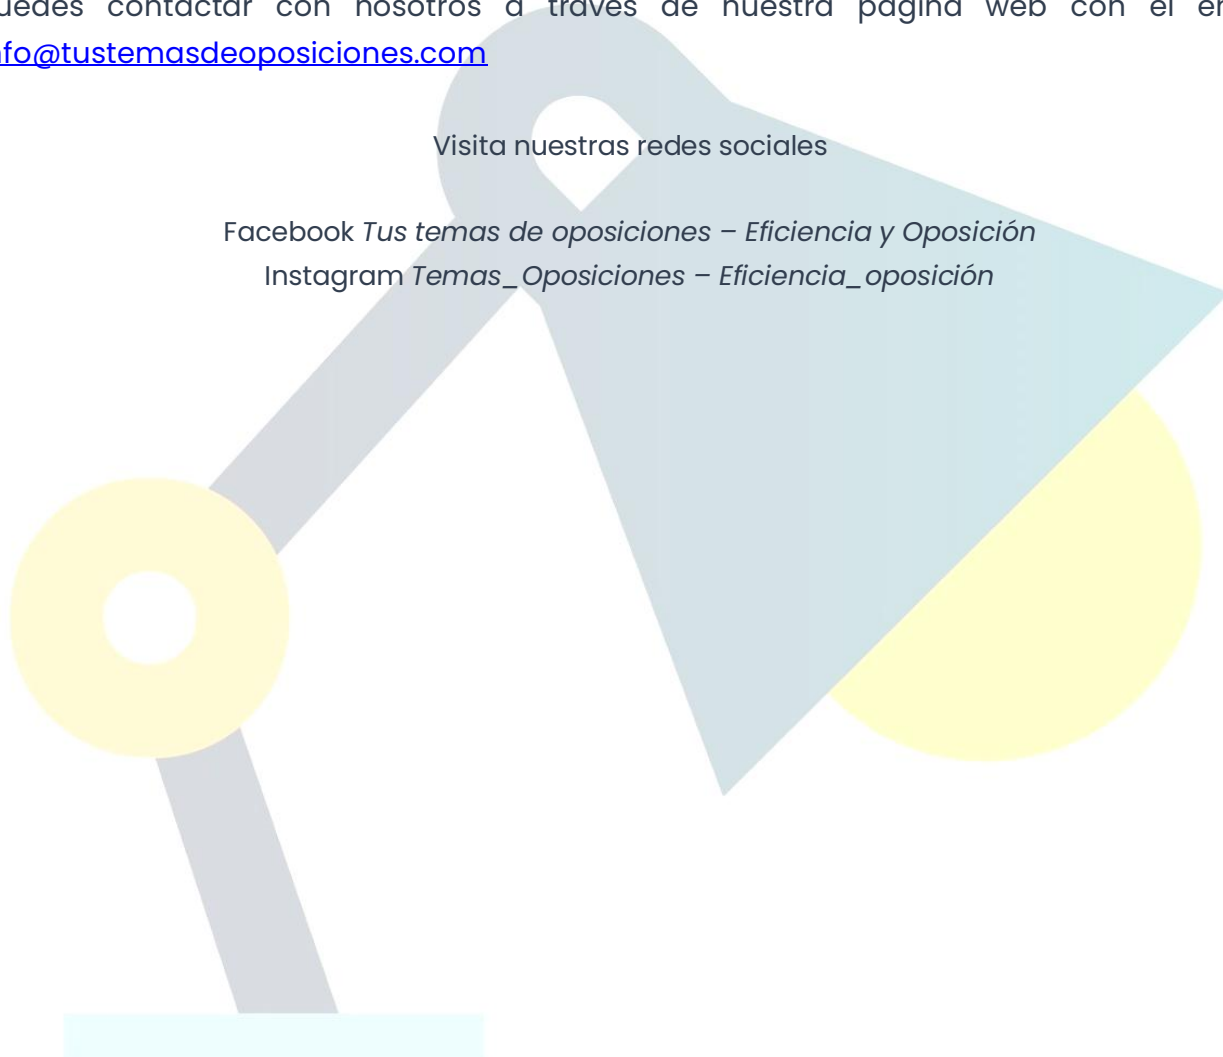 uedes contactar con nosotros a través de nuestra página web con el en
nfo@tustemasdeoposiciones.com
Visita nuestras redes sociales
Facebook Tus temas de oposiciones – Eficiencia y Oposición
Instagram Temas_Oposiciones – Eficiencia_oposición